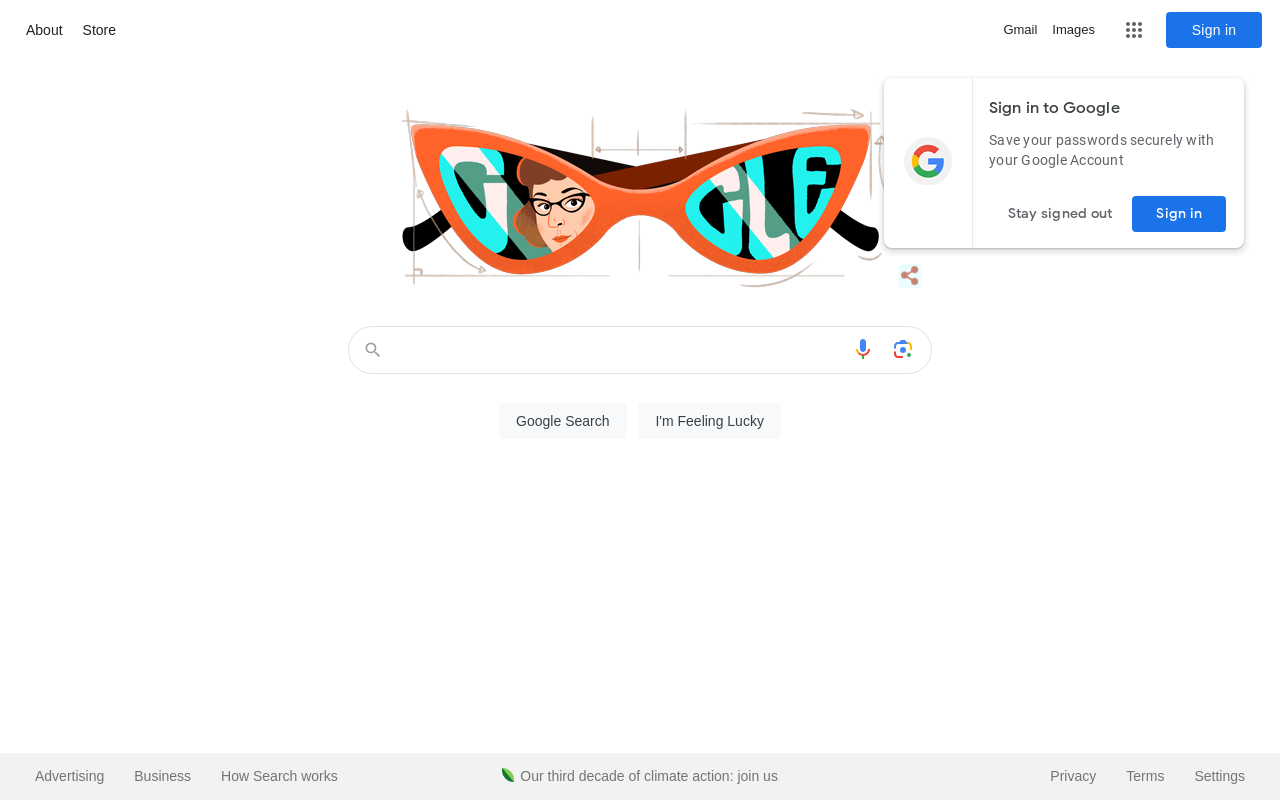 About
Store
Gmail
Images
Sign in
Sign in to Google
Save your passwords securely with
your Google Account
Stay signed out
Sign in
G GLE
Google Search
I'm Feeling Lucky
Advertising
Business
How Search works
Our third decade of climate action: join us
Privacy
Terms
Settings